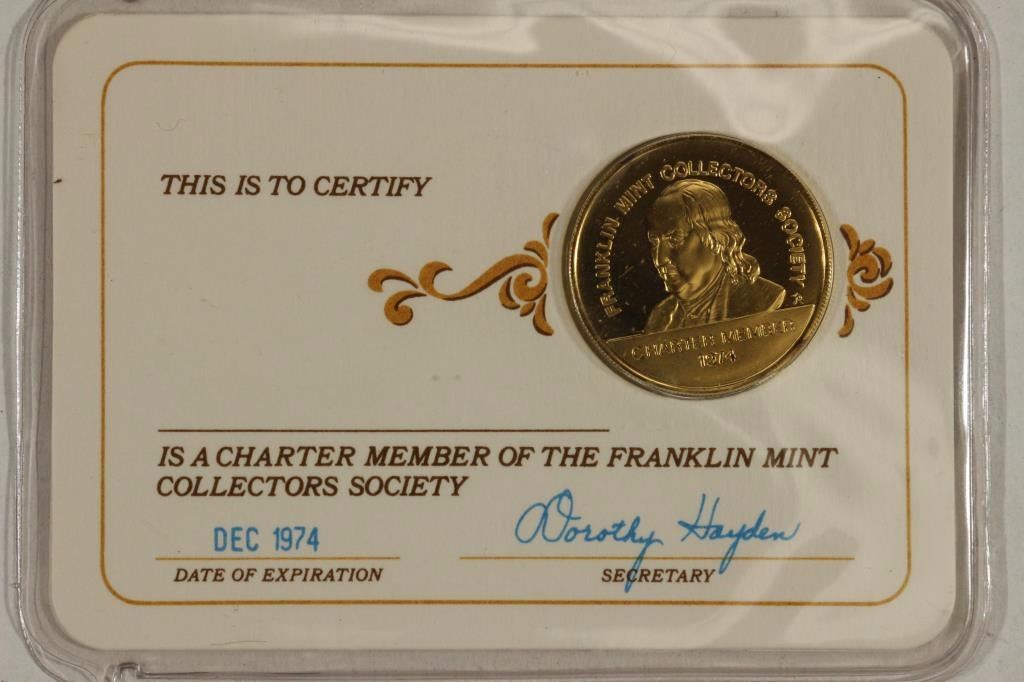 THIS IS TO CERTIFY
FRANKLIN MINT COLLECTORS SOCIETY
CHARTER MEMBER
1974
IS A CHARTER MEMBER OF THE FRANKLIN MINT
COLLECTORS SOCIETY
DEC 1974
Dorothy Hayden
DATE OF EXPIRATION
SECRETARY